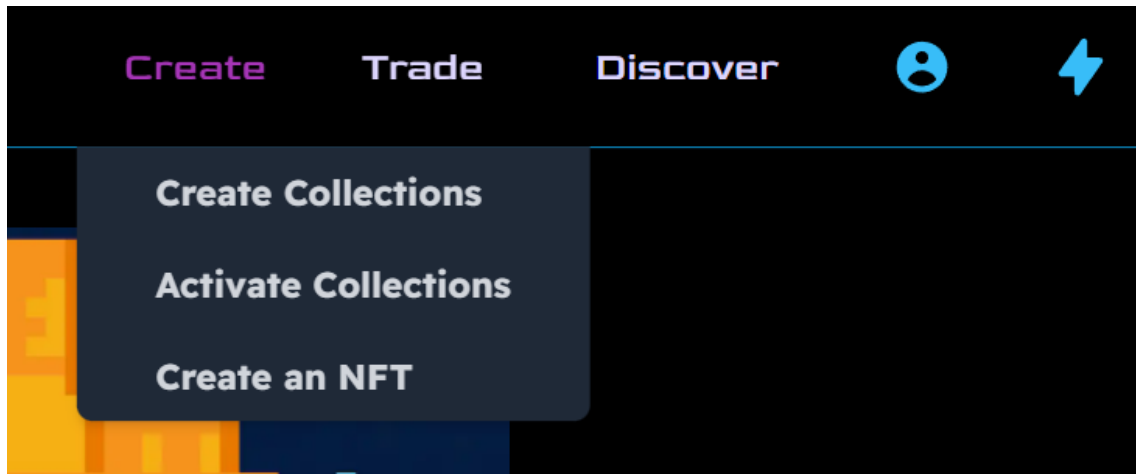 Create Trade Discover
Create Collections
Activate Collections
Create an NFT